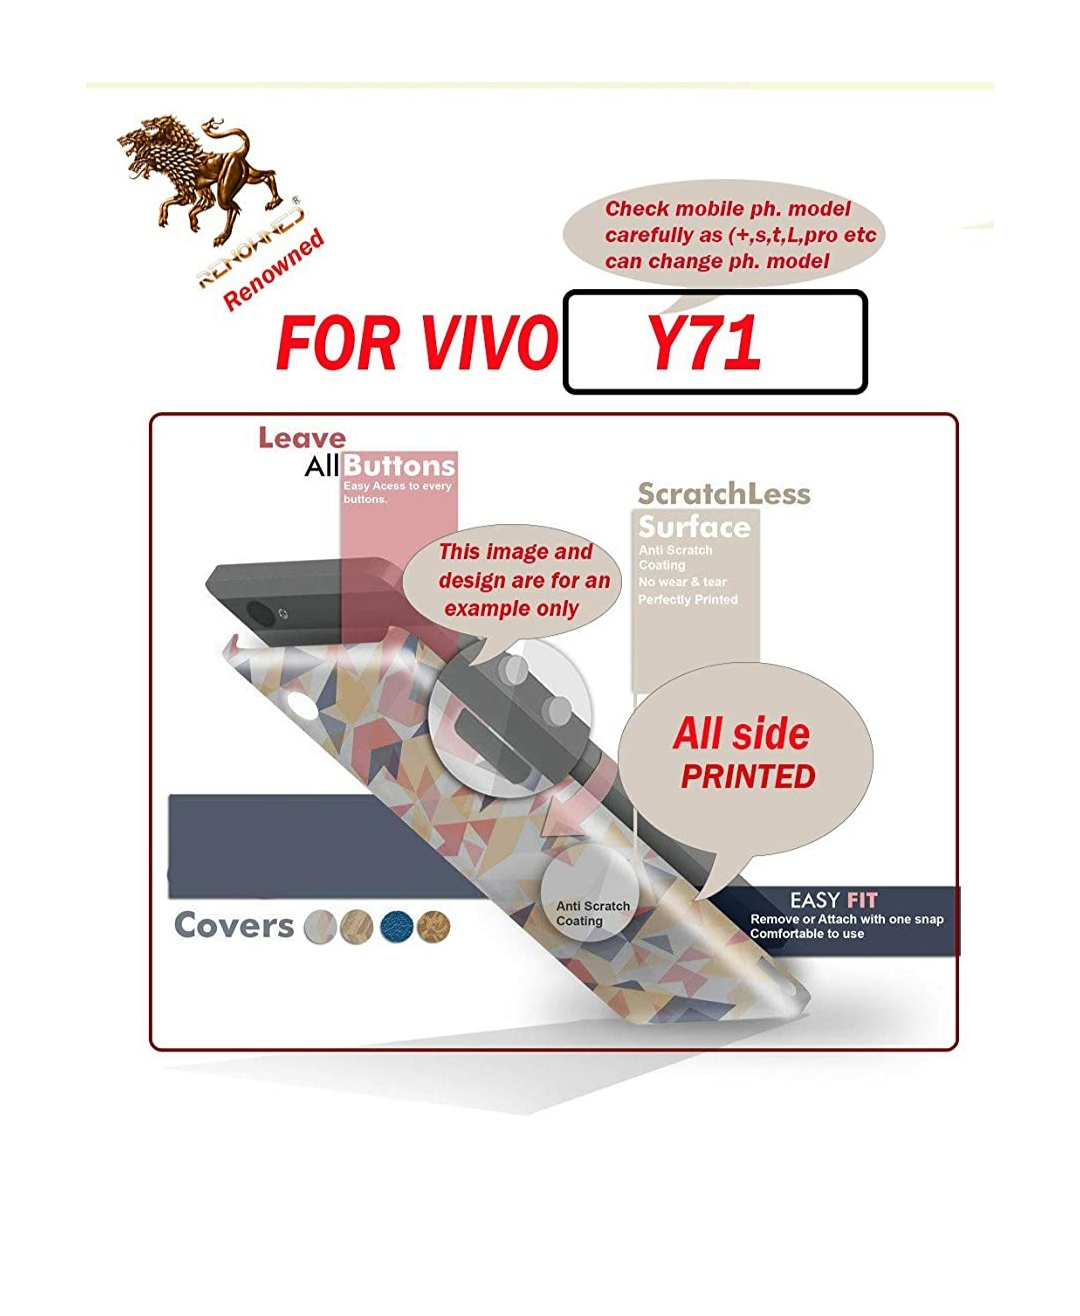 RENOWNED®
Renowned
Check mobile ph. model
carefully as (+,s,t,L,pro etc
can change ph. model
FOR VIVO Y71
Leave
All Buttons
Easy Acess to every
buttons.
ScratchLess
Surface
Anti Scratch
Coating
No wear & tear
Perfectly Printed
This image and
design are for an
example only
All side
PRINTED
Anti Scratch
Coating
EASY FIT
Remove or Attach with one snap
Comfortable to use
Covers